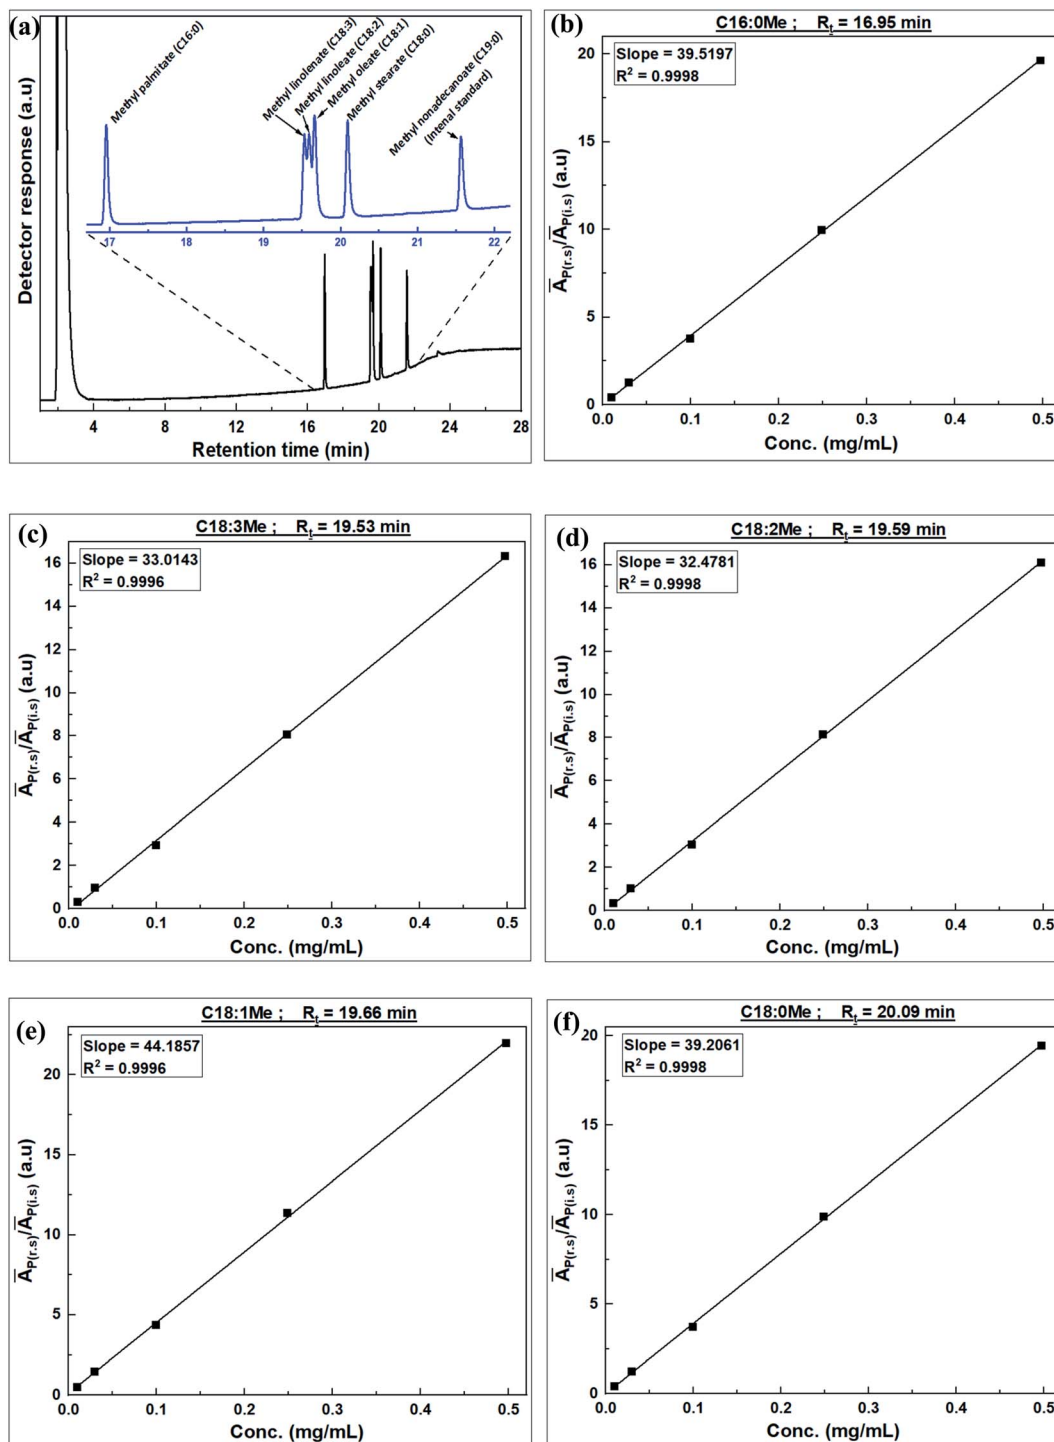 (a)
Detector response (a.u)
Methyl palmitate (C16:0)
Methyl linolenate (C18:3)
Methyl linoleate (C18:2)
Methyl oleate (C18:1)
Methyl stearate (C18:0)
Methyl nonadecanoate (C19:0)
(Intenal standard)
17 18 19 20 21 22
4 8 12 16 20 24 28
Retention time (min)
(b)
C16:0Me ; Rt = 16.95 min
Slope = 39.5197
R² = 0.9998
A̅P(r.s)/A̅P(i.s) (a.u)
20
15
10
5
0
0.0 0.1 0.2 0.3 0.4 0.5
Conc. (mg/mL)
(c)
C18:3Me ; Rt = 19.53 min
Slope = 33.0143
R² = 0.9996
A̅P(r.s)/A̅P(i.s) (a.u)
16
14
12
10
8
6
4
2
0
0.0 0.1 0.2 0.3 0.4 0.5
Conc. (mg/mL)
(d)
C18:2Me ; Rt = 19.59 min
Slope = 32.4781
R² = 0.9998
A̅P(r.s)/A̅P(i.s) (a.u)
16
14
12
10
8
6
4
2
0
0.0 0.1 0.2 0.3 0.4 0.5
Conc. (mg/mL)
(e)
C18:1Me ; Rt = 19.66 min
Slope = 44.1857
R² = 0.9996
A̅P(r.s)/A̅P(i.s) (a.u)
20
15
10
5
0
0.0 0.1 0.2 0.3 0.4 0.5
Conc. (mg/mL)
(f)
C18:0Me ; Rt = 20.09 min
Slope = 39.2061
R² = 0.9998
A̅P(r.s)/A̅P(i.s) (a.u)
20
15
10
5
0
0.0 0.1 0.2 0.3 0.4 0.5
Conc. (mg/mL)